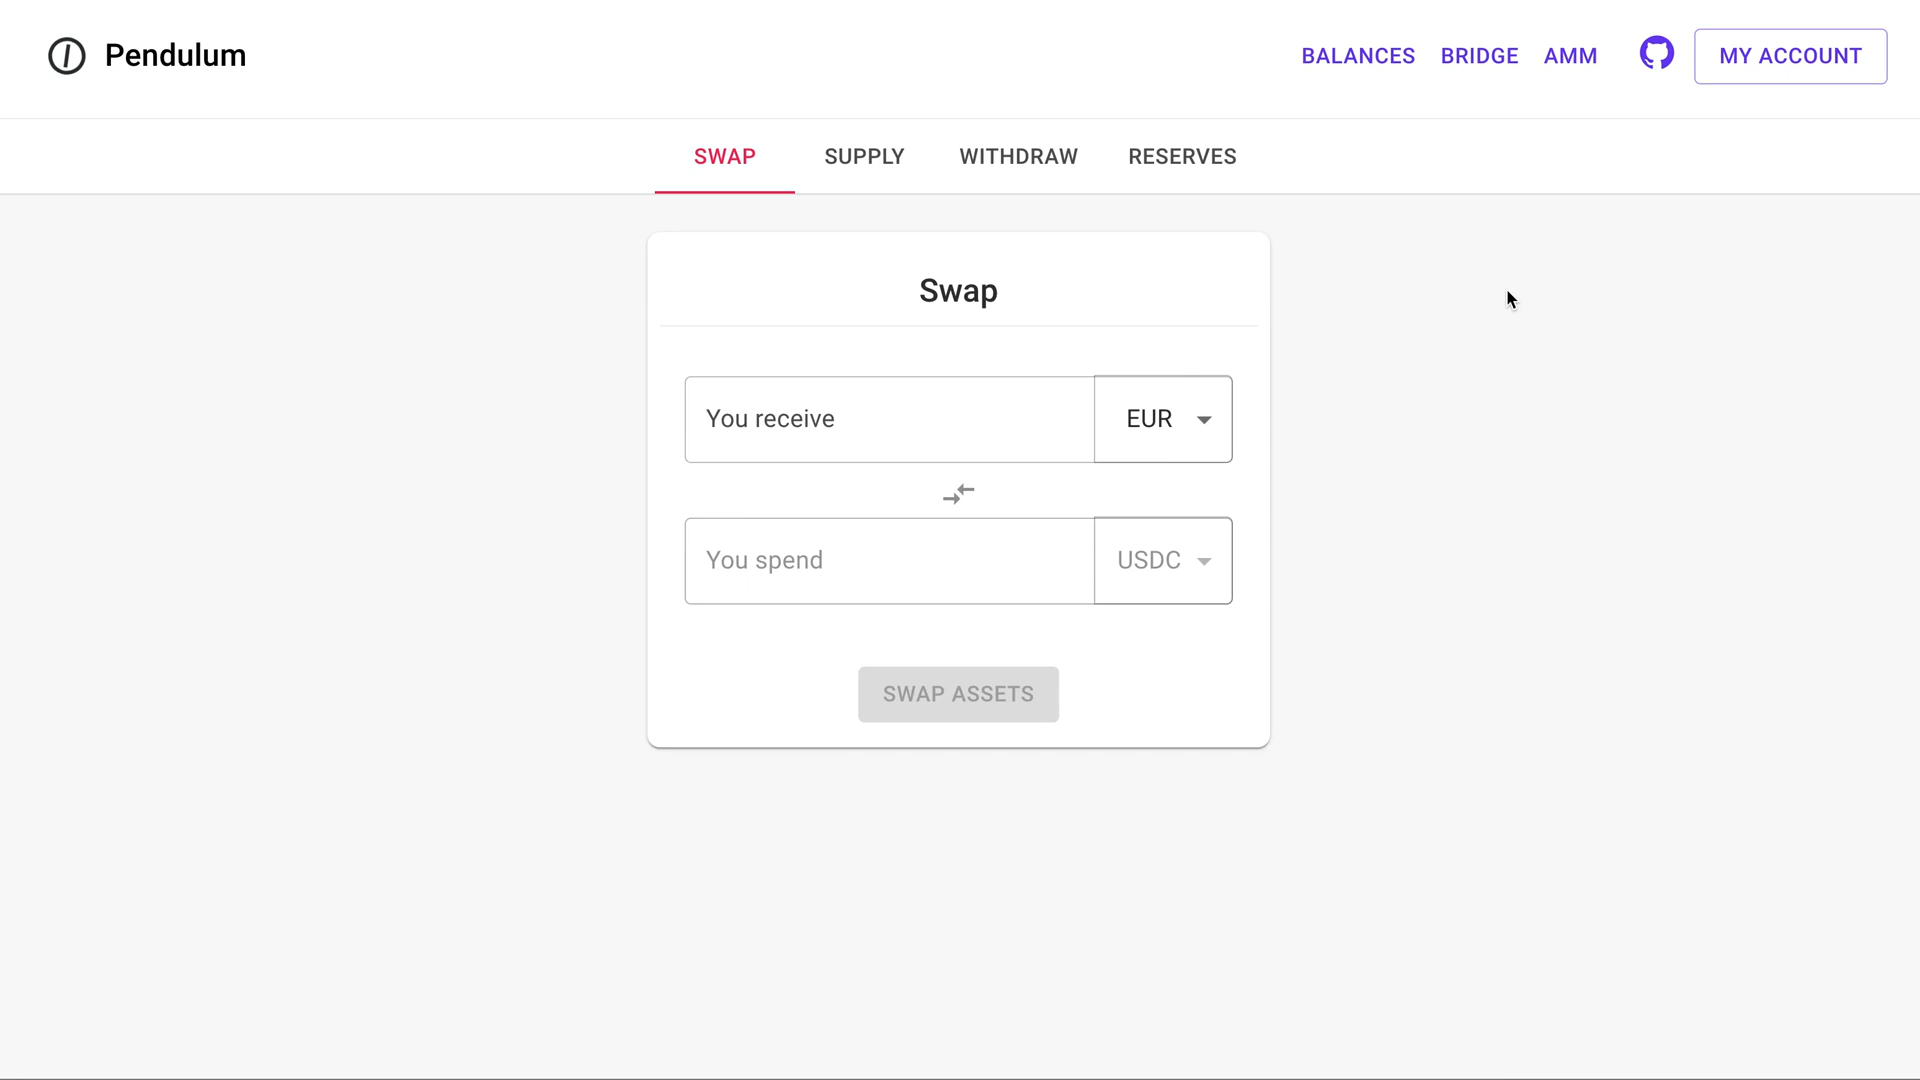 Pendulum
BALANCES BRIDGE AMM MY ACCOUNT
SWAP SUPPLY WITHDRAW RESERVES
Swap
You receive EUR
You spend USDC
SWAP ASSETS